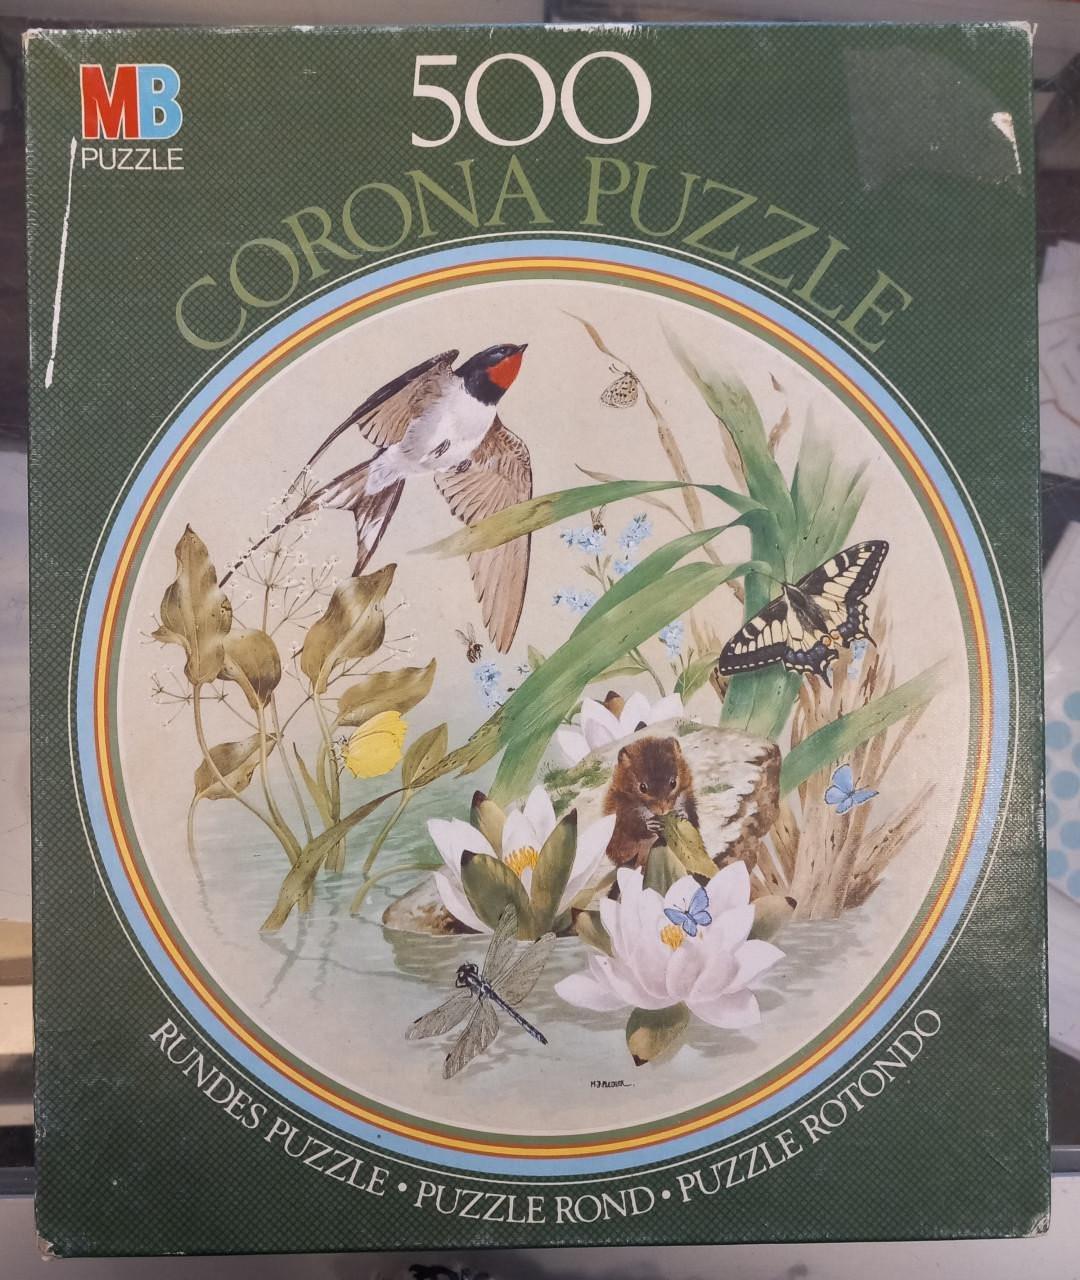 MB
PUZZLE
500
CORONA PUZZLE
RUNDES PUZZLE • PUZZLE ROND • PUZZLE ROTONDO